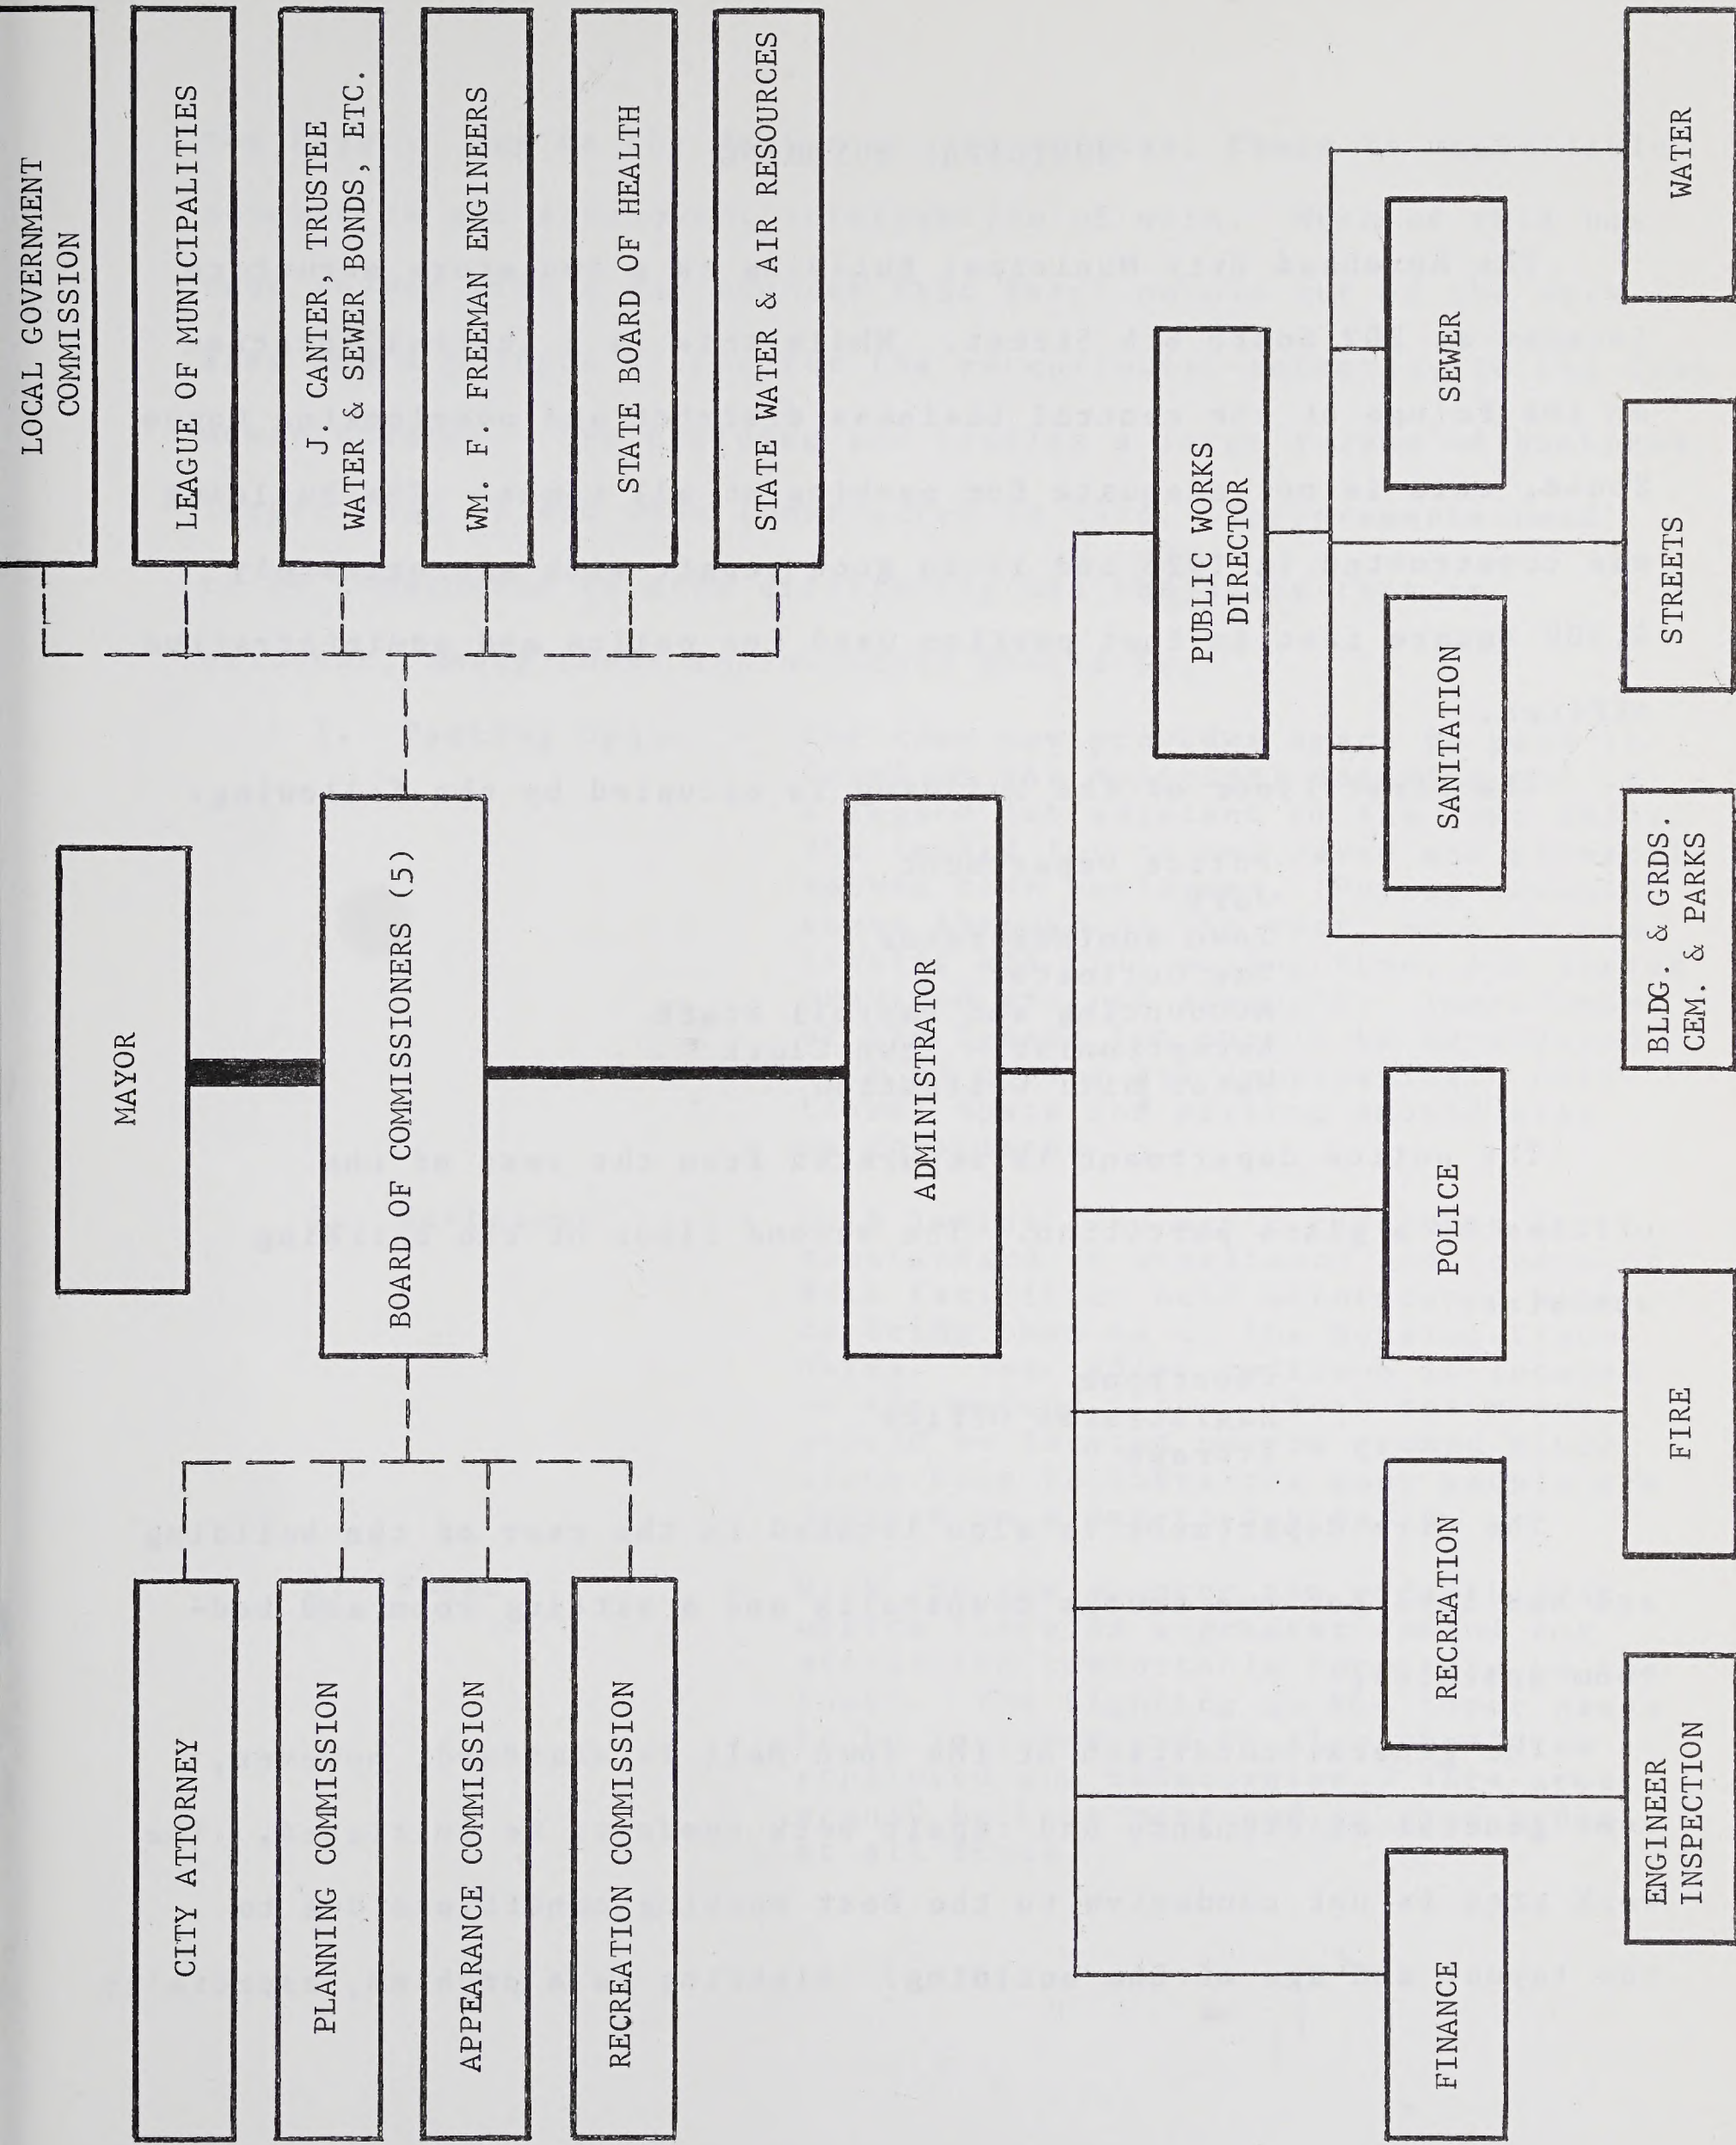 MAYOR
CITY ATTORNEY
PLANNING COMMISSION
APPEARANCE COMMISSION
RECREATION COMMISSION
BOARD OF COMMISSIONERS (5)
LOCAL GOVERNMENT
COMMISSION
LEAGUE OF MUNICIPALITIES
J. CANTER, TRUSTEE
WATER & SEWER BONDS, ETC.
WM. F. FREEMAN ENGINEERS
STATE BOARD OF HEALTH
STATE WATER & AIR RESOURCES
ADMINISTRATOR
PUBLIC WORKS
DIRECTOR
FINANCE
RECREATION
POLICE
SANITATION
SEWER
ENGINEER
INSPECTION
FIRE
BLDG. & GRDS.
CEM. & PARKS
STREETS
WATER